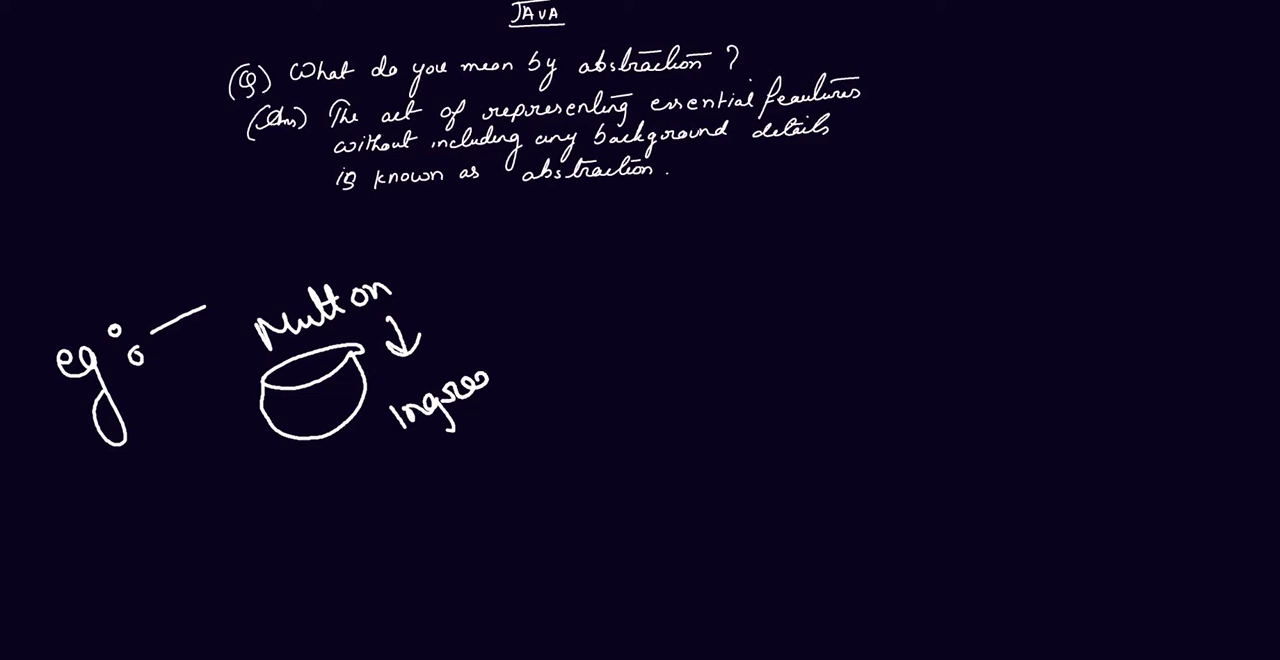 JAVA
(Q) What do you mean by abstraction ?
(Ans) The act of representing essential feautures
without including any background details
is known as abstraction.
eg:-
Mutton
Ingre